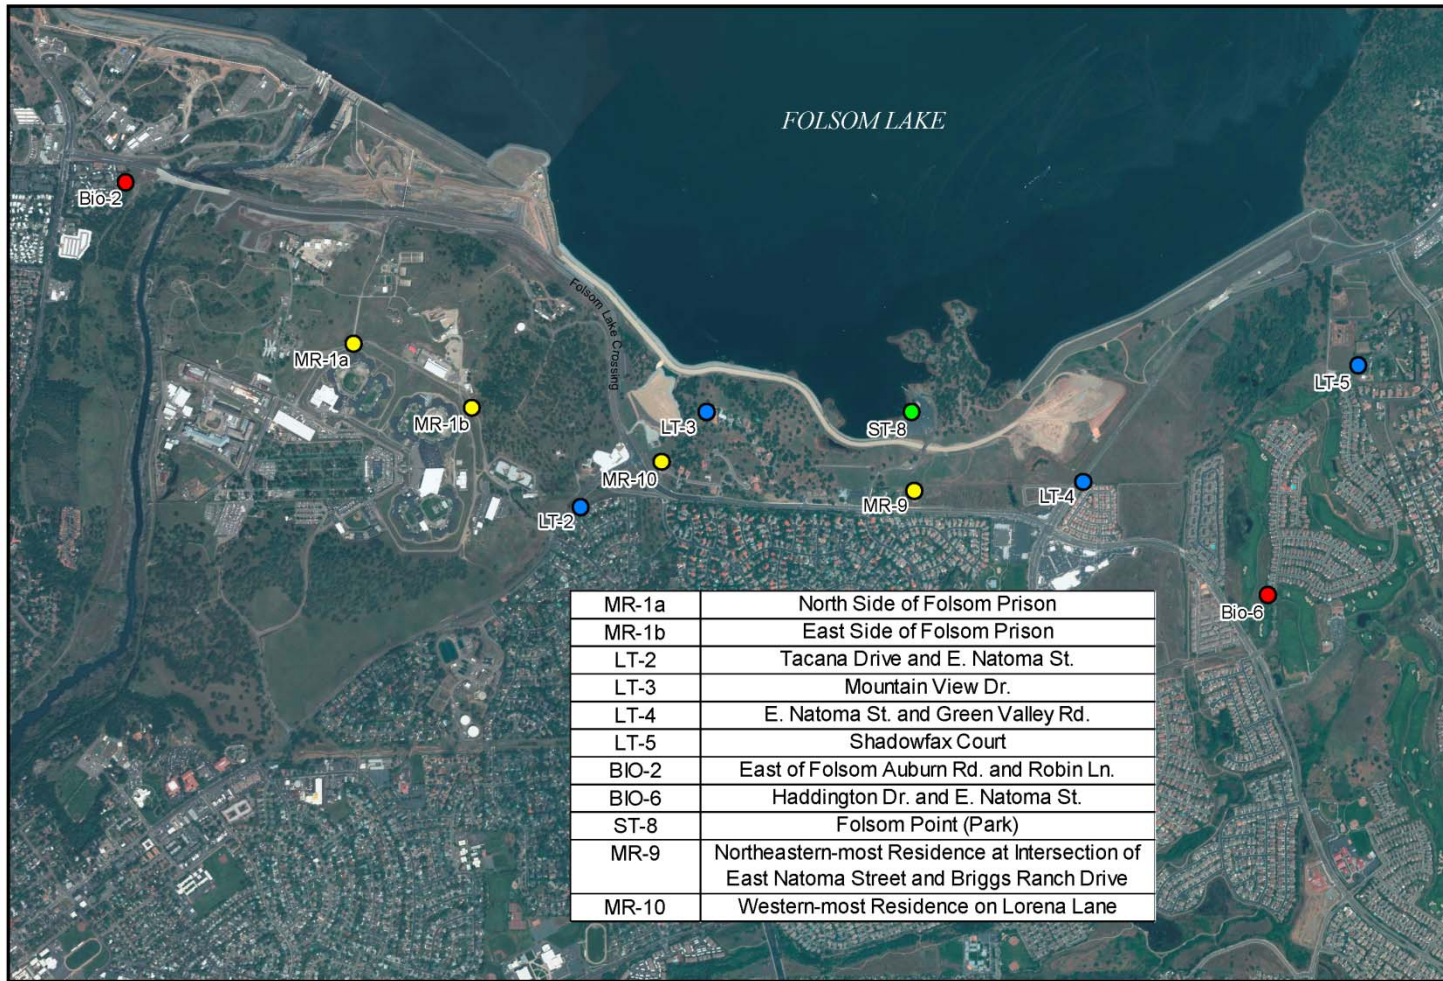 FOLSOM LAKE
Bio-2
Folsom Lake Crossing
MR-1a
LT-5
MR-1b
LT-3
ST-8
MR-10
LT-4
MR-9
LT-2
Bio-6
MR-1a North Side of Folsom Prison
MR-1b East Side of Folsom Prison
LT-2 Tacana Drive and E. Natoma St.
LT-3 Mountain View Dr.
LT-4 E. Natoma St. and Green Valley Rd.
LT-5 Shadowfax Court
BIO-2 East of Folsom Auburn Rd. and Robin Ln.
BIO-6 Haddington Dr. and E. Natoma St.
ST-8 Folsom Point (Park)
MR-9 Northeastern-most Residence at Intersection of
East Natoma Street and Briggs Ranch Drive
MR-10 Western-most Residence on Lorena Lane